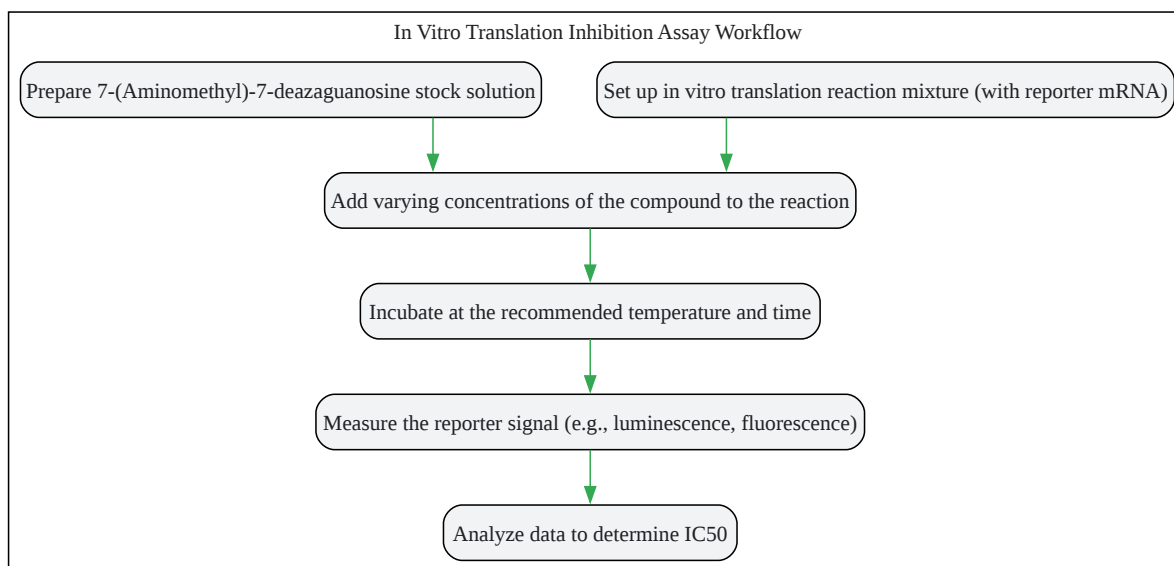 In Vitro Translation Inhibition Assay Workflow
Prepare 7-(Aminomethyl)-7-deazaguanosine stock solution
Set up in vitro translation reaction mixture (with reporter mRNA)
Add varying concentrations of the compound to the reaction
Incubate at the recommended temperature and time
Measure the reporter signal (e.g., luminescence, fluorescence)
Analyze data to determine IC50